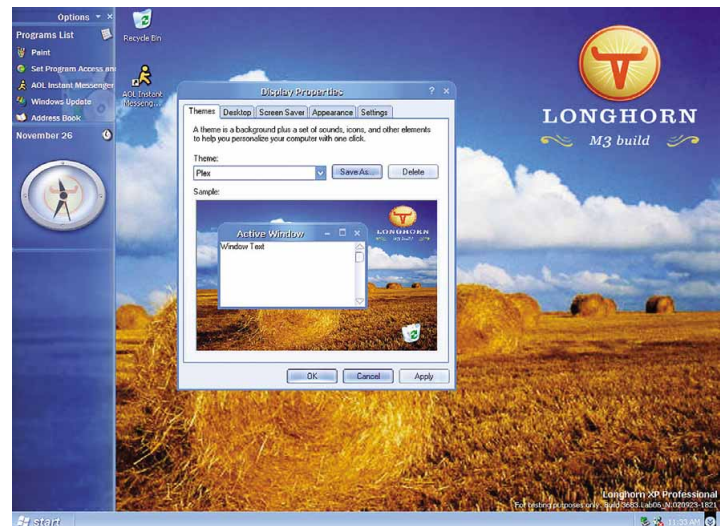 Options
Programs List
Paint
Set Program Access an
AOL Instant Messenger
Windows Update
Address Book
November 26
Recycle Bin
AOL Instant
Messeng...
Display Properties
Themes Desktop Screen Saver Appearance Settings
A theme is a background plus a set of sounds, icons, and other elements
to help you personalize your computer with one click.
Theme:
Plex Save As... Delete
Sample:
Active Window
Window Text
LONGHORN
M3 build
OK Cancel Apply
LONGHORN
M3 build
Longhorn XP Professional
For testing purposes only. Build 3683.Lab06_N.020923-1821
start
11:33 AM